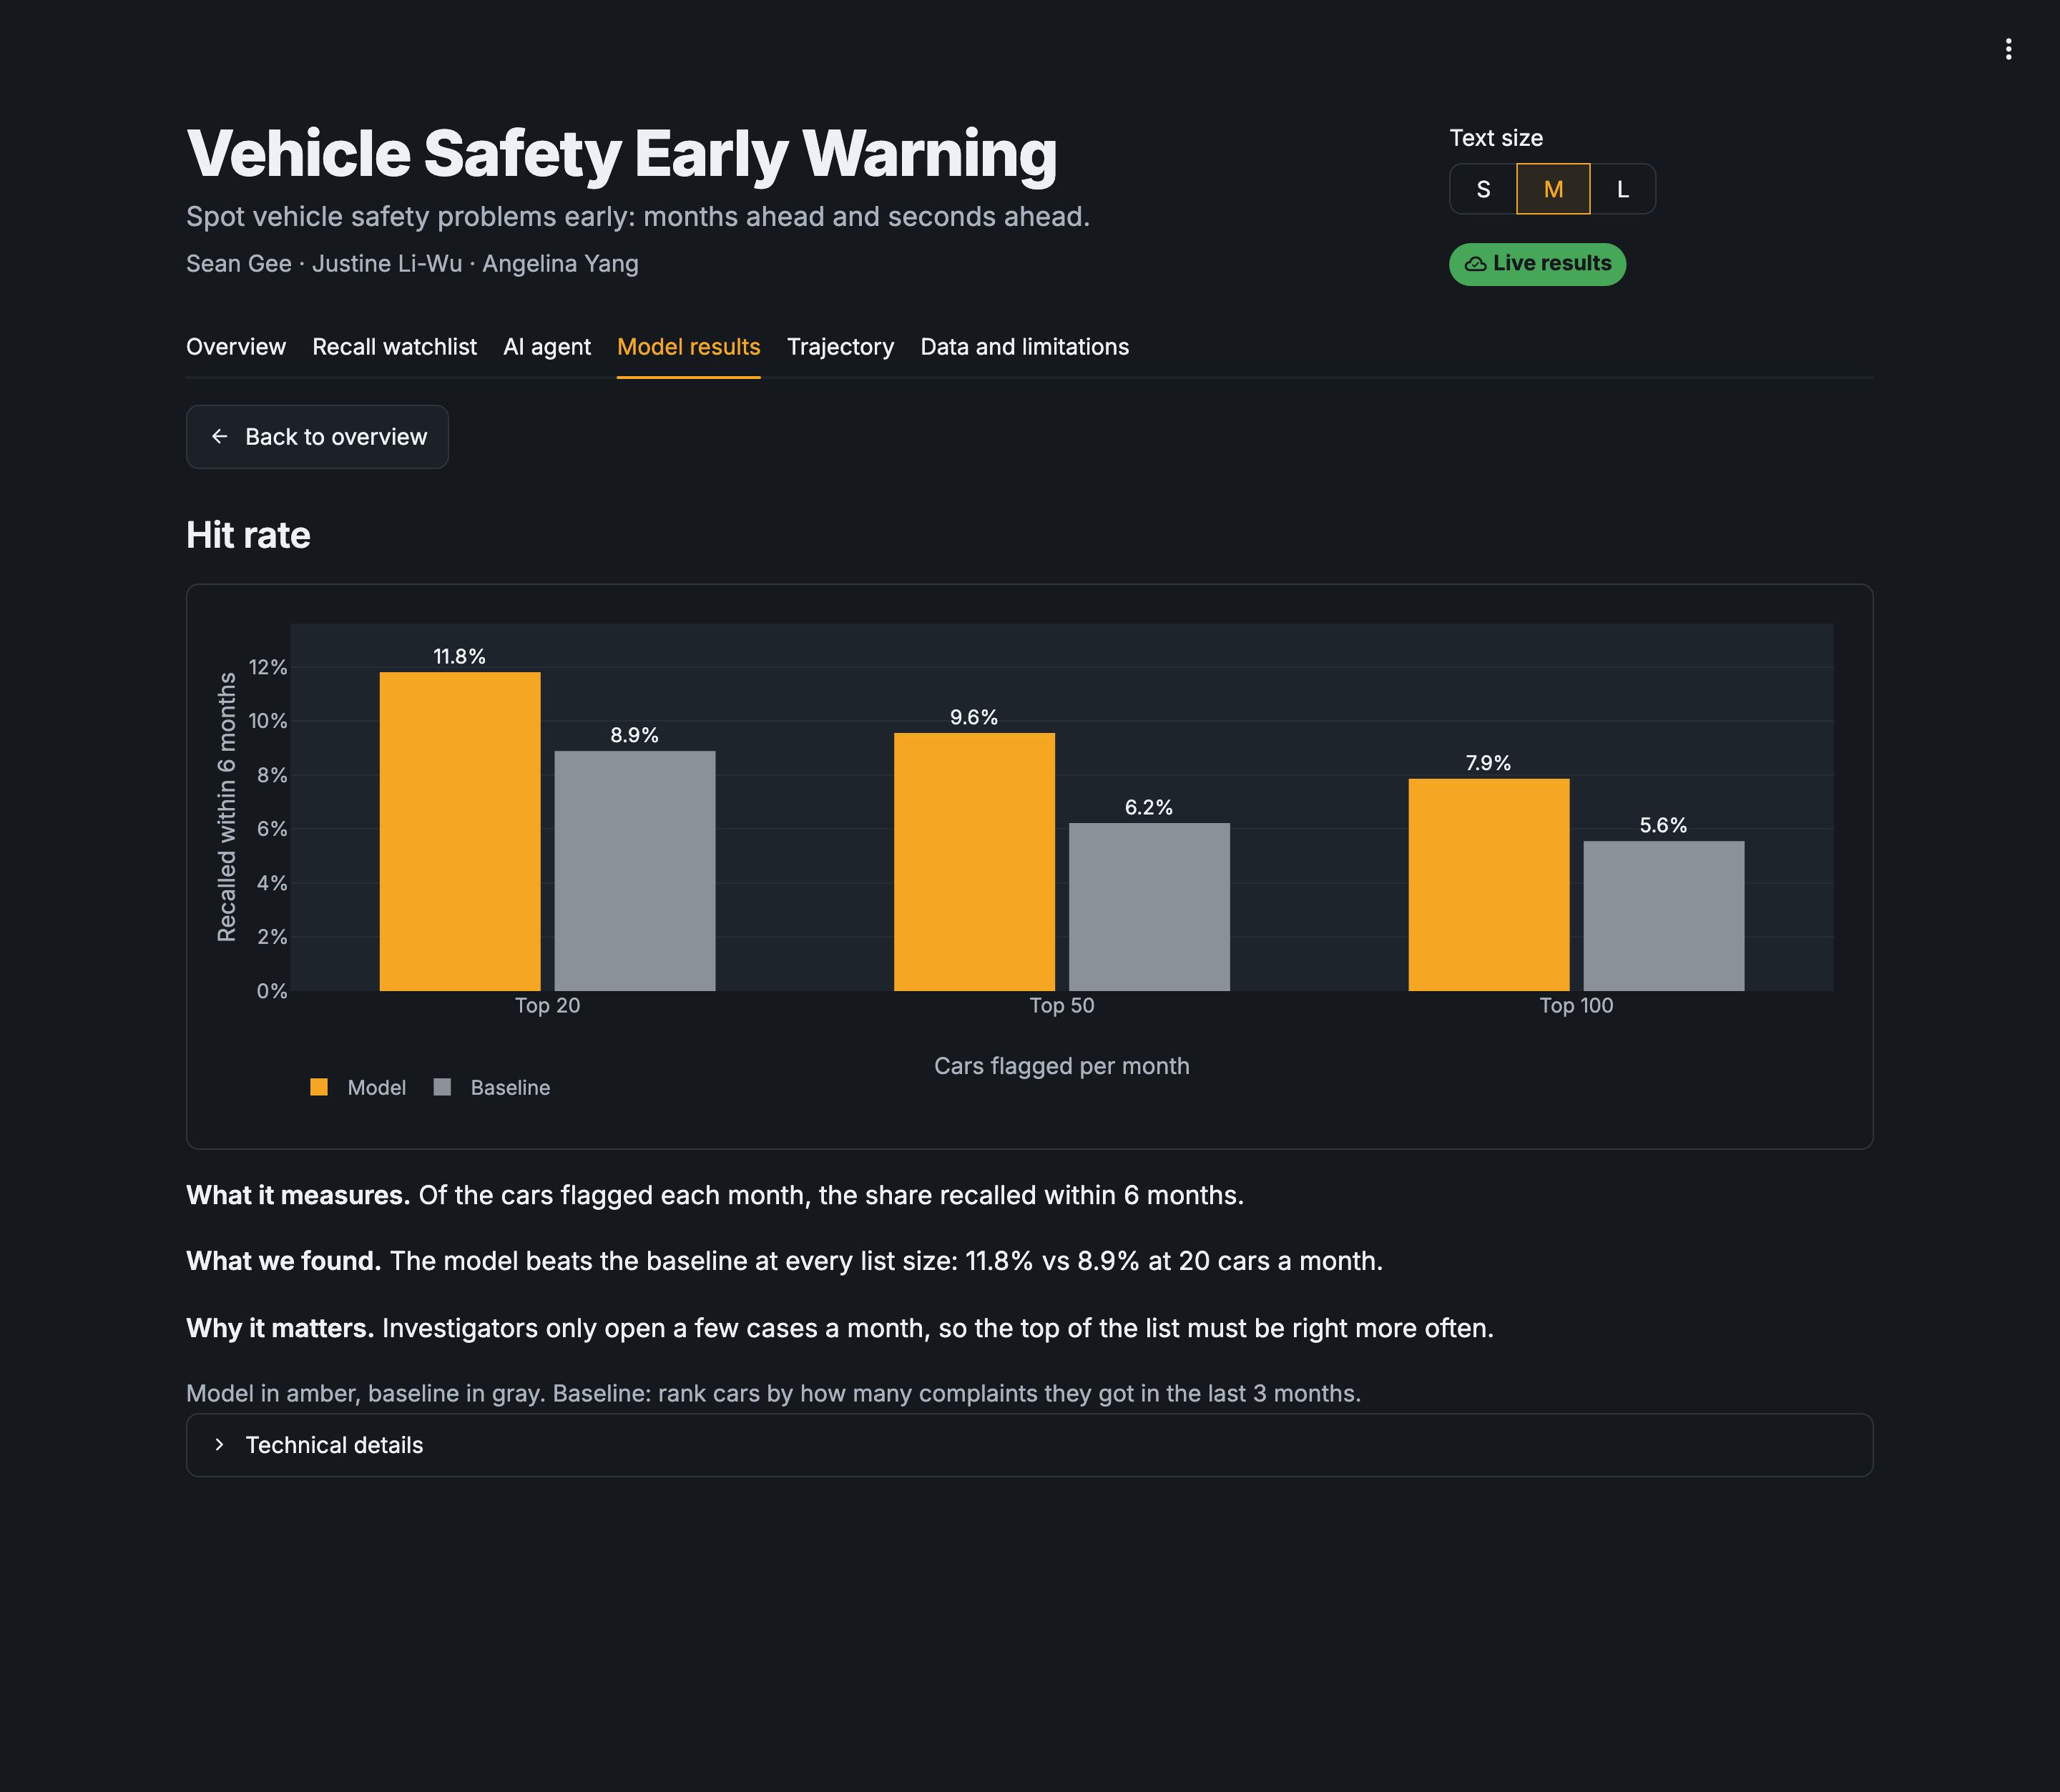 Vehicle Safety Early Warning
Spot vehicle safety problems early: months ahead and seconds ahead.
Sean Gee · Justine Li-Wu · Angelina Yang
Text size
S M L
Live results
Overview Recall watchlist AI agent Model results Trajectory Data and limitations
Back to overview
Hit rate
Recalled within 6 months
12%
10%
8%
6%
4%
2%
0%
11.8%
8.9%
9.6%
6.2%
7.9%
5.6%
Top 20 Top 50 Top 100
Cars flagged per month
Model Baseline
What it measures. Of the cars flagged each month, the share recalled within 6 months.
What we found. The model beats the baseline at every list size: 11.8% vs 8.9% at 20 cars a month.
Why it matters. Investigators only open a few cases a month, so the top of the list must be right more often.
Model in amber, baseline in gray. Baseline: rank cars by how many complaints they got in the last 3 months.
Technical details